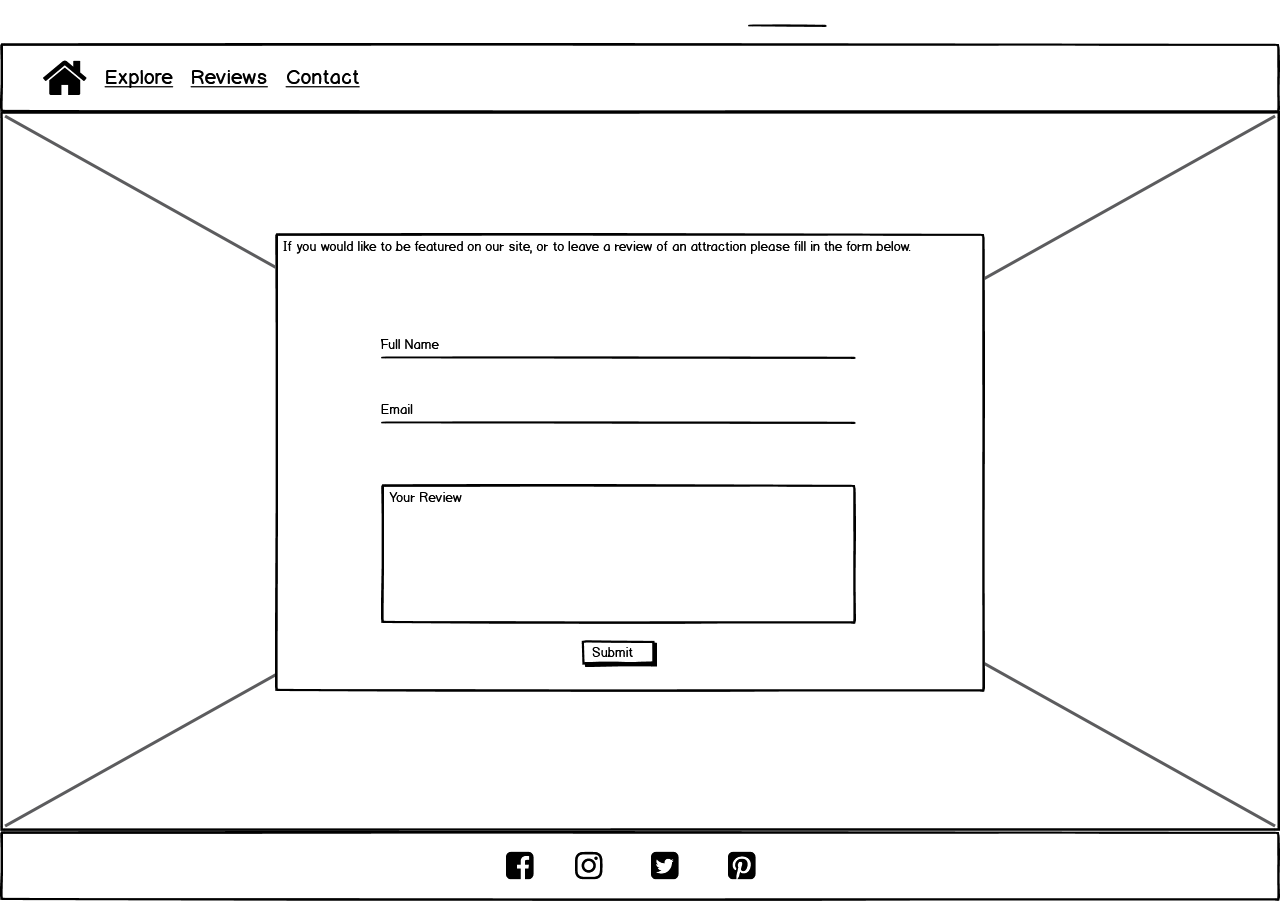 Explore Reviews Contact
If you would like to be featured on our site, or to leave a review of an attraction please fill in the form below.
Full Name
Email
Your Review
Submit